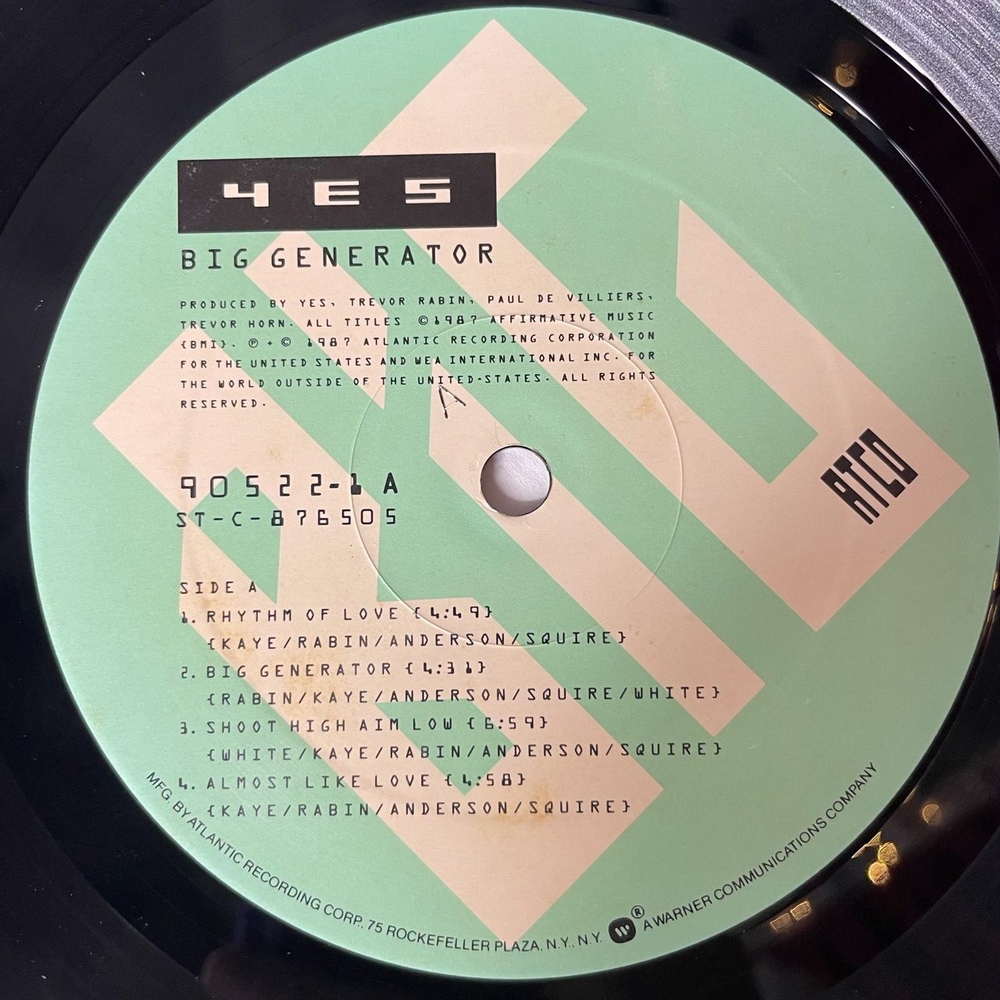 YES
BIG GENERATOR
PRODUCED BY YES, TREVOR RABIN, PAUL DE VILLIERS,
TREVOR HORN. ALL TITLES ©1987 AFFIRMATIVE MUSIC
{BMI}. ℗ + © 1987 ATLANTIC RECORDING CORPORATION
FOR THE UNITED STATES AND WEA INTERNATIONAL INC. FOR
THE WORLD OUTSIDE OF THE UNITED-STATES. ALL RIGHTS
RESERVED.
A
90522-1 A
ST-C-876505
ATCO
SIDE A
1. RHYTHM OF LOVE {4:49}
{KAYE/RABIN/ANDERSON/SQUIRE}
2. BIG GENERATOR {4:31}
{RABIN/KAYE/ANDERSON/SQUIRE/WHITE}
3. SHOOT HIGH AIM LOW {6:59}
{WHITE/KAYE/RABIN/ANDERSON/SQUIRE}
4. ALMOST LIKE LOVE {4:58}
{KAYE/RABIN/ANDERSON/SQUIRE}
MFG. BY ATLANTIC RECORDING CORP., 75 ROCKEFELLER PLAZA, N.Y., N.Y. ® A WARNER COMMUNICATIONS COMPANY